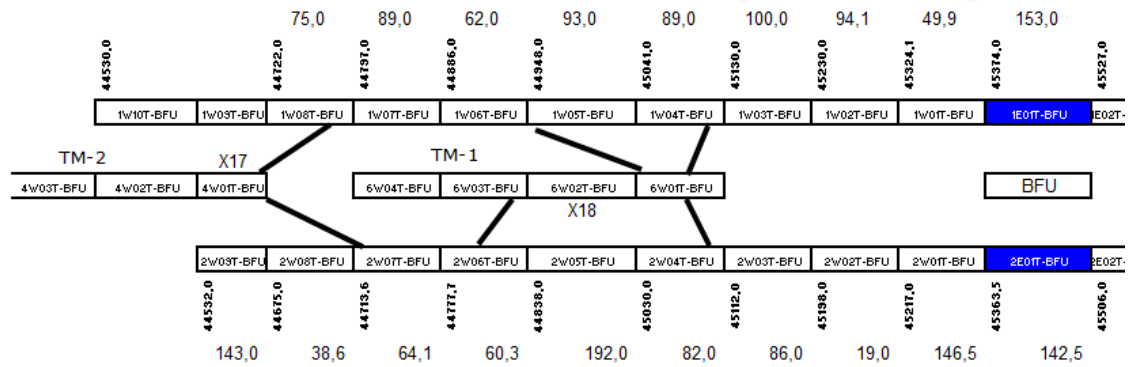 75,0 89,0 62,0 93,0 89,0 100,0 94,1 49,9 153,0
44530,0 44722,0 44797,0 44886,0 44948,0 45041,0 45130,0 45230,0 45324,1 45374,0 45527,0
1W10T-BFU 1W09T-BFU 1W08T-BFU 1W07T-BFU 1W06T-BFU 1W05T-BFU 1W04T-BFU 1W03T-BFU 1W02T-BFU 1W01T-BFU 1E01T-BFU 1E02T-
TM-2 X17 TM-1
4W03T-BFU 4W02T-BFU 4W01T-BFU 6W04T-BFU 6W03T-BFU 6W02T-BFU 6W01T-BFU BFU
X18
2W09T-BFU 2W08T-BFU 2W07T-BFU 2W06T-BFU 2W05T-BFU 2W04T-BFU 2W03T-BFU 2W02T-BFU 2W01T-BFU 2E01T-BFU 2E02T-
44532,0 44675,0 44713,6 44777,7 44838,0 45030,0 45112,0 45198,0 45217,0 45363,5 45506,0
143,0 38,6 64,1 60,3 192,0 82,0 86,0 19,0 146,5 142,5